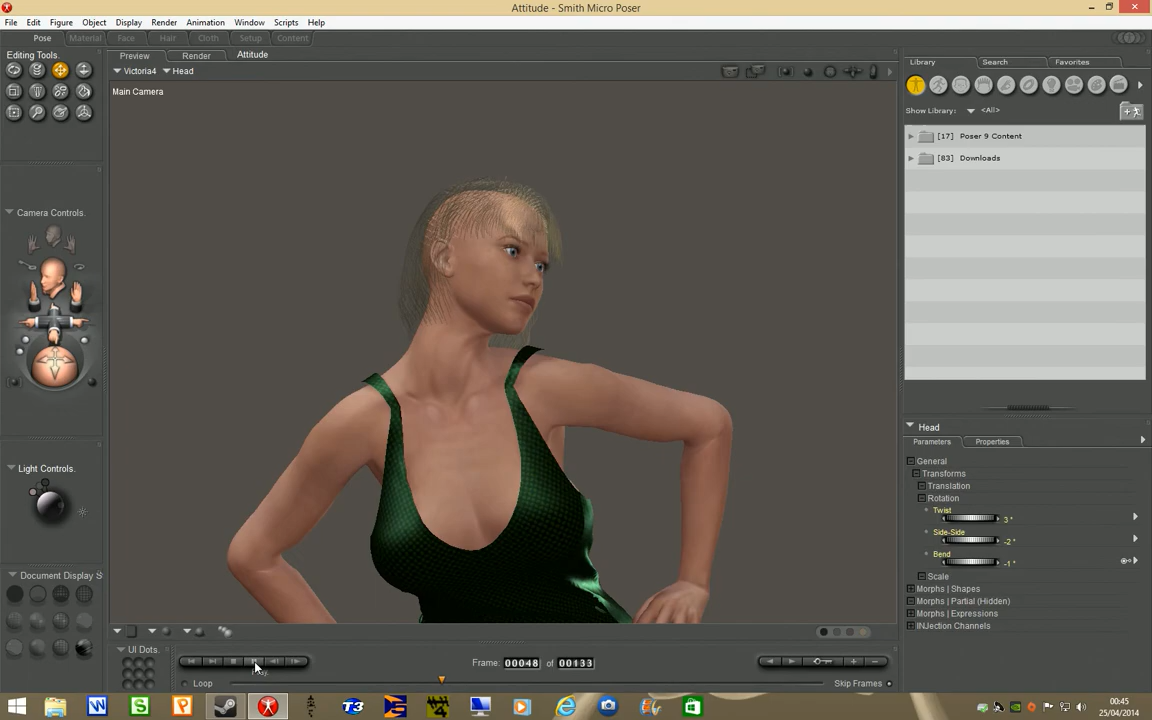 Attitude - Smith Micro Poser
File Edit Figure Object Display Render Animation Window Scripts Help
Pose Material Face Hair Cloth Setup Content
Editing Tools.
Preview Render Attitude
Victoria4 Head
Main Camera
Camera Controls.
Light Controls.
Document Display S
UI Dots.
Loop
Frame: 00048 of 00133
Skip Frames
Library Search Favorites
Show Library: <All>
[17] Poser 9 Content
[83] Downloads
Head
Parameters Properties
General
Transforms
Translation
Rotation
Twist
3 °
Side-Side
-2 °
Bend
-1 °
Scale
Morphs | Shapes
Morphs | Partial (Hidden)
Morphs | Expressions
INJection Channels
W S P T3
00:45
25/04/2014